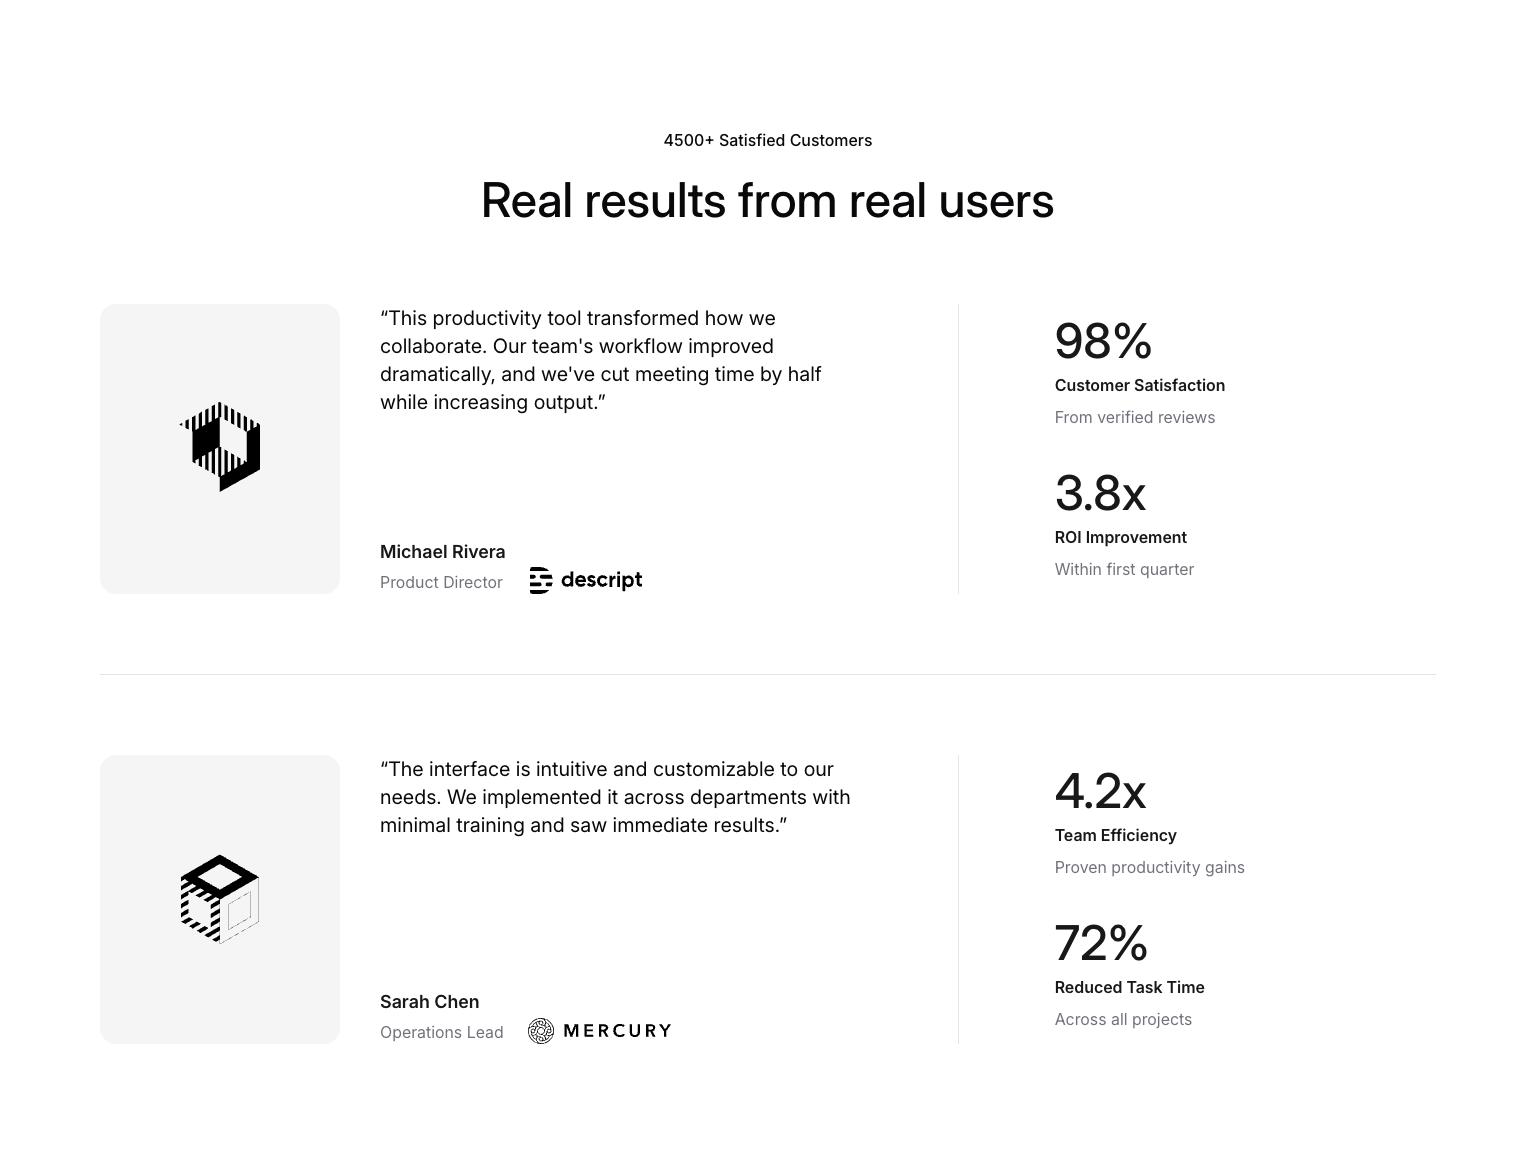 4500+ Satisfied Customers
Real results from real users
“This productivity tool transformed how we
collaborate. Our team's workflow improved
dramatically, and we've cut meeting time by half
while increasing output.”
Michael Rivera
Product Director
descript
98%
Customer Satisfaction
From verified reviews
3.8x
ROI Improvement
Within first quarter
“The interface is intuitive and customizable to our
needs. We implemented it across departments with
minimal training and saw immediate results.”
Sarah Chen
Operations Lead
MERCURY
4.2x
Team Efficiency
Proven productivity gains
72%
Reduced Task Time
Across all projects